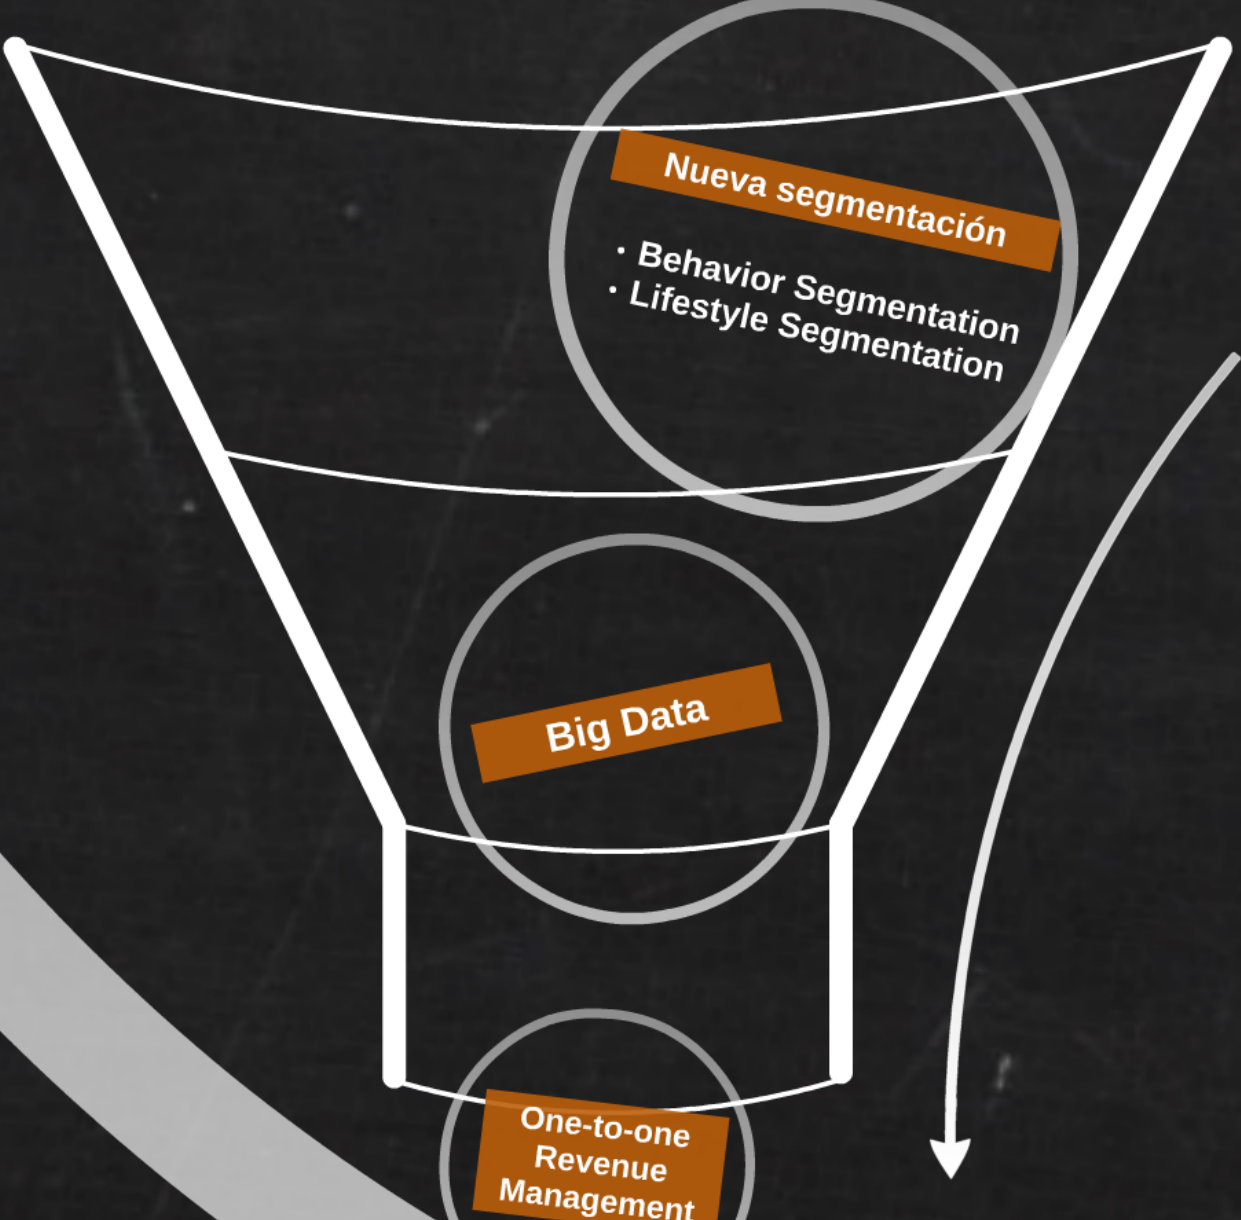 Nueva segmentación
• Behavior Segmentation
• Lifestyle Segmentation
Big Data
One-to-one
Revenue
Management